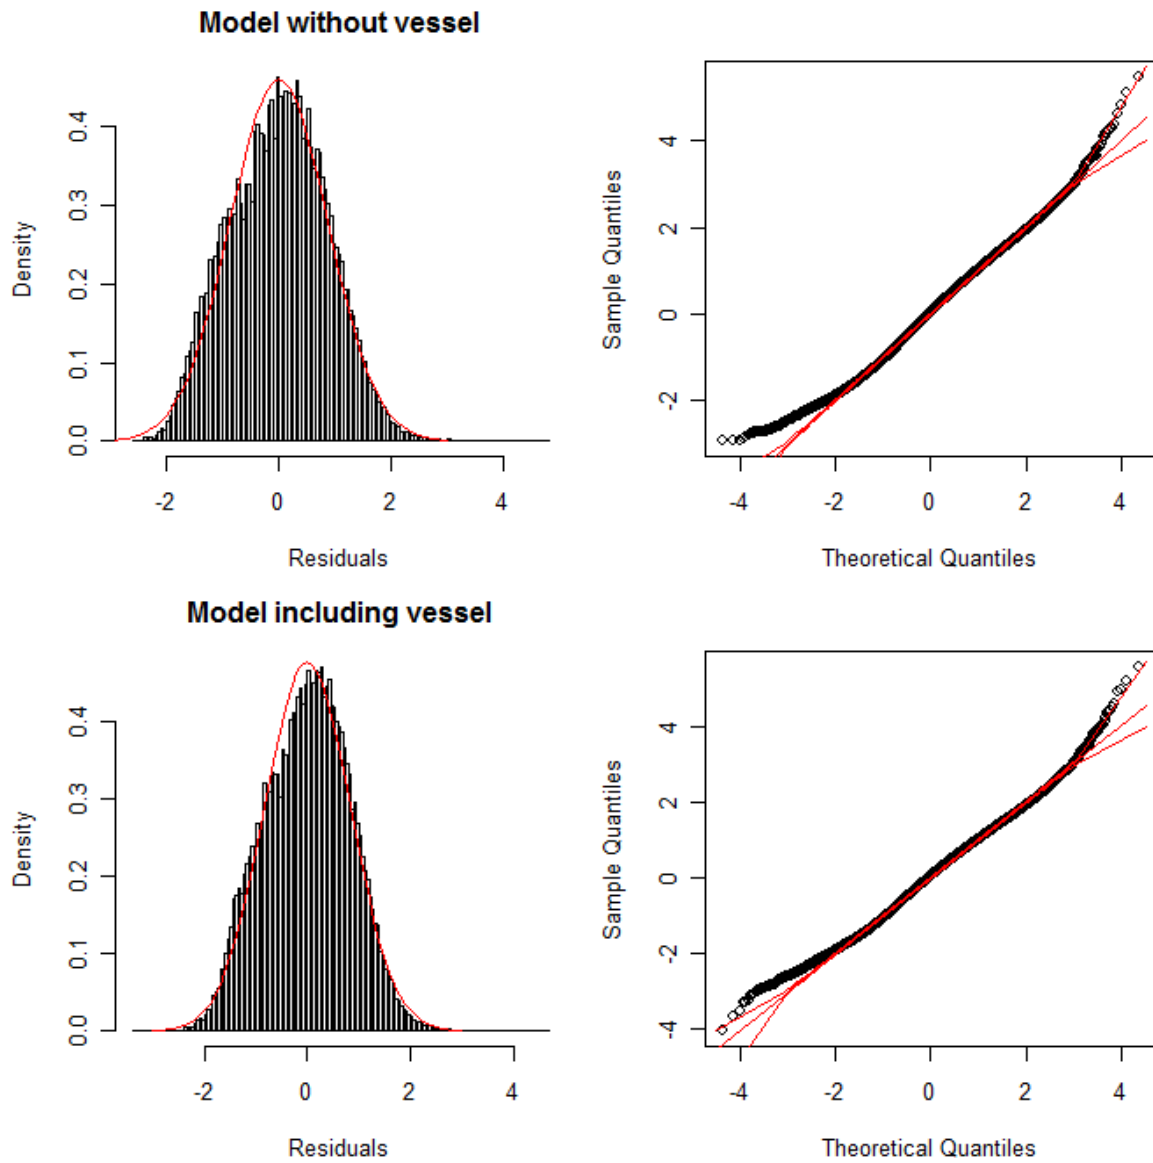 Model without vessel
Density
0.0 0.1 0.2 0.3 0.4
-2 0 2 4
Residuals
Sample Quantiles
-2 0 2 4
-4 -2 0 2 4
Theoretical Quantiles
Model including vessel
Density
0.0 0.1 0.2 0.3 0.4
-2 0 2 4
Residuals
Sample Quantiles
-4 -2 0 2 4
-4 -2 0 2 4
Theoretical Quantiles